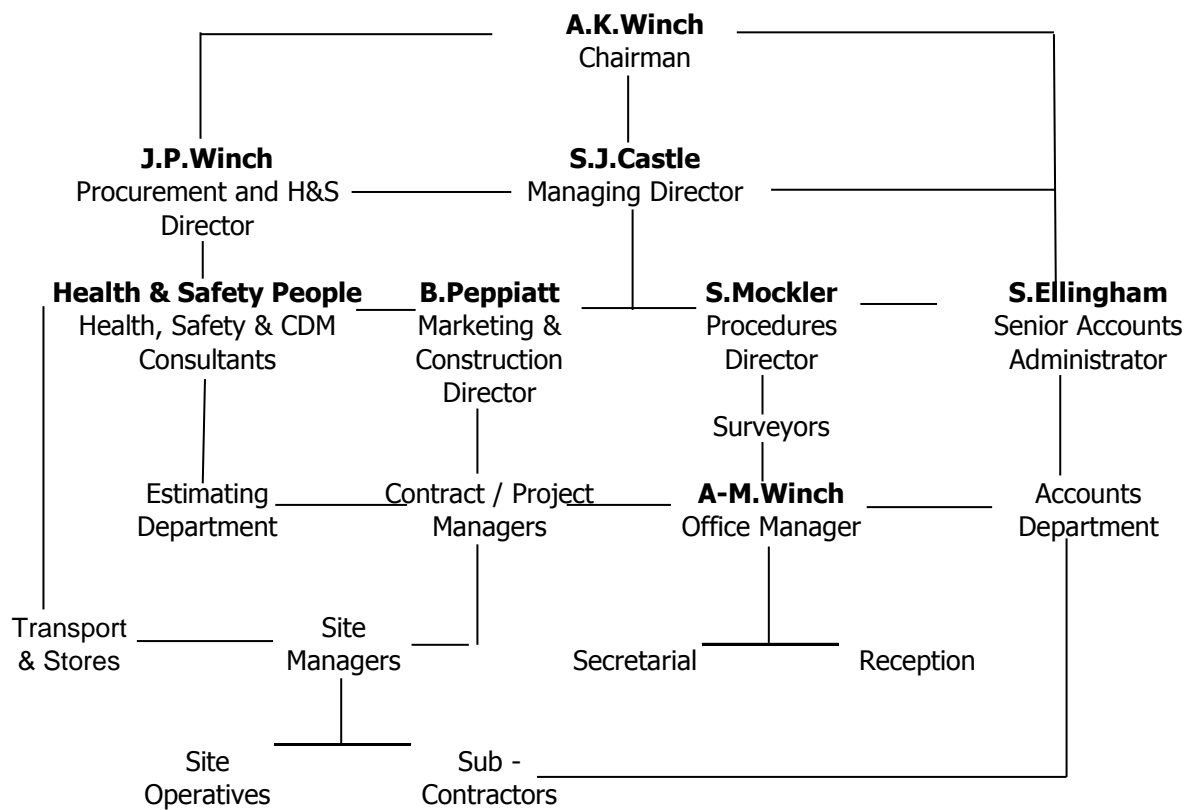 A.K.Winch
Chairman
J.P.Winch
Procurement and H&S
Director
S.J.Castle
Managing Director
Health & Safety People
Health, Safety & CDM
Consultants
B.Peppiatt
Marketing &
Construction
Director
S.Mockler
Procedures
Director
S.Ellingham
Senior Accounts
Administrator
Surveyors
Estimating
Department
Contract / Project
Managers
A-M.Winch
Office Manager
Accounts
Department
Transport
& Stores
Site
Managers
Secretarial
Reception
Site
Operatives
Sub -
Contractors